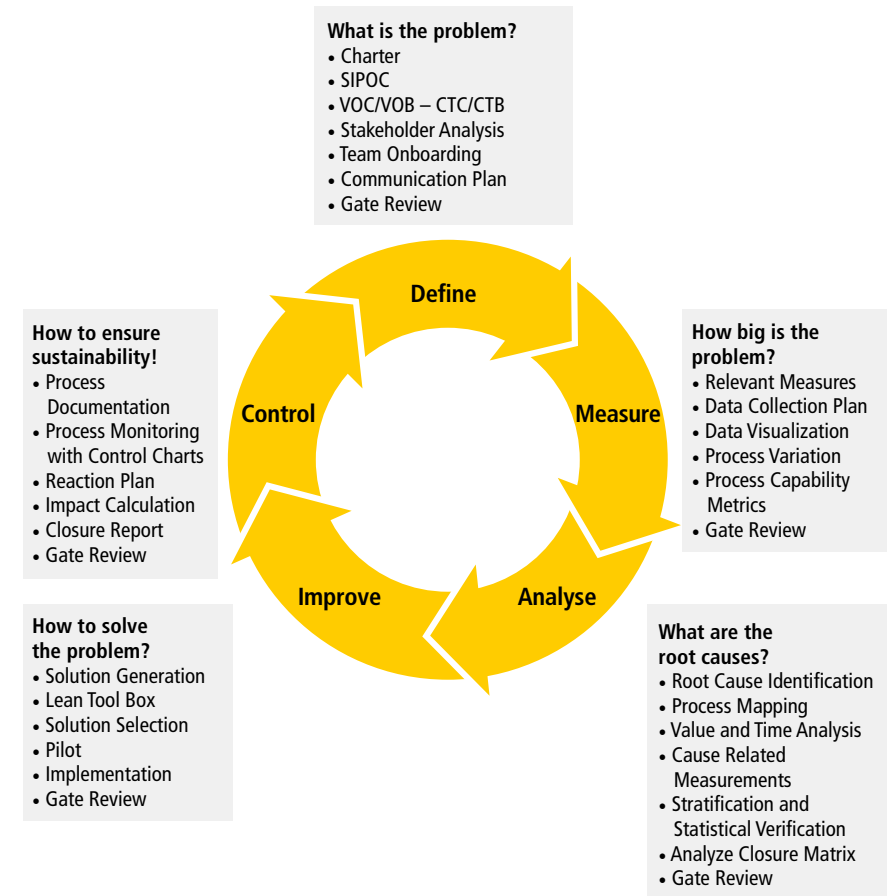 What is the problem?
• Charter
• SIPOC
• VOC/VOB – CTC/CTB
• Stakeholder Analysis
• Team Onboarding
• Communication Plan
• Gate Review
Define
Measure
Analyse
Improve
Control
How big is the
problem?
• Relevant Measures
• Data Collection Plan
• Data Visualization
• Process Variation
• Process Capability
Metrics
• Gate Review
What are the
root causes?
• Root Cause Identification
• Process Mapping
• Value and Time Analysis
• Cause Related
Measurements
• Stratification and
Statistical Verification
• Analyze Closure Matrix
• Gate Review
How to solve
the problem?
• Solution Generation
• Lean Tool Box
• Solution Selection
• Pilot
• Implementation
• Gate Review
How to ensure
sustainability!
• Process
Documentation
• Process Monitoring
with Control Charts
• Reaction Plan
• Impact Calculation
• Closure Report
• Gate Review